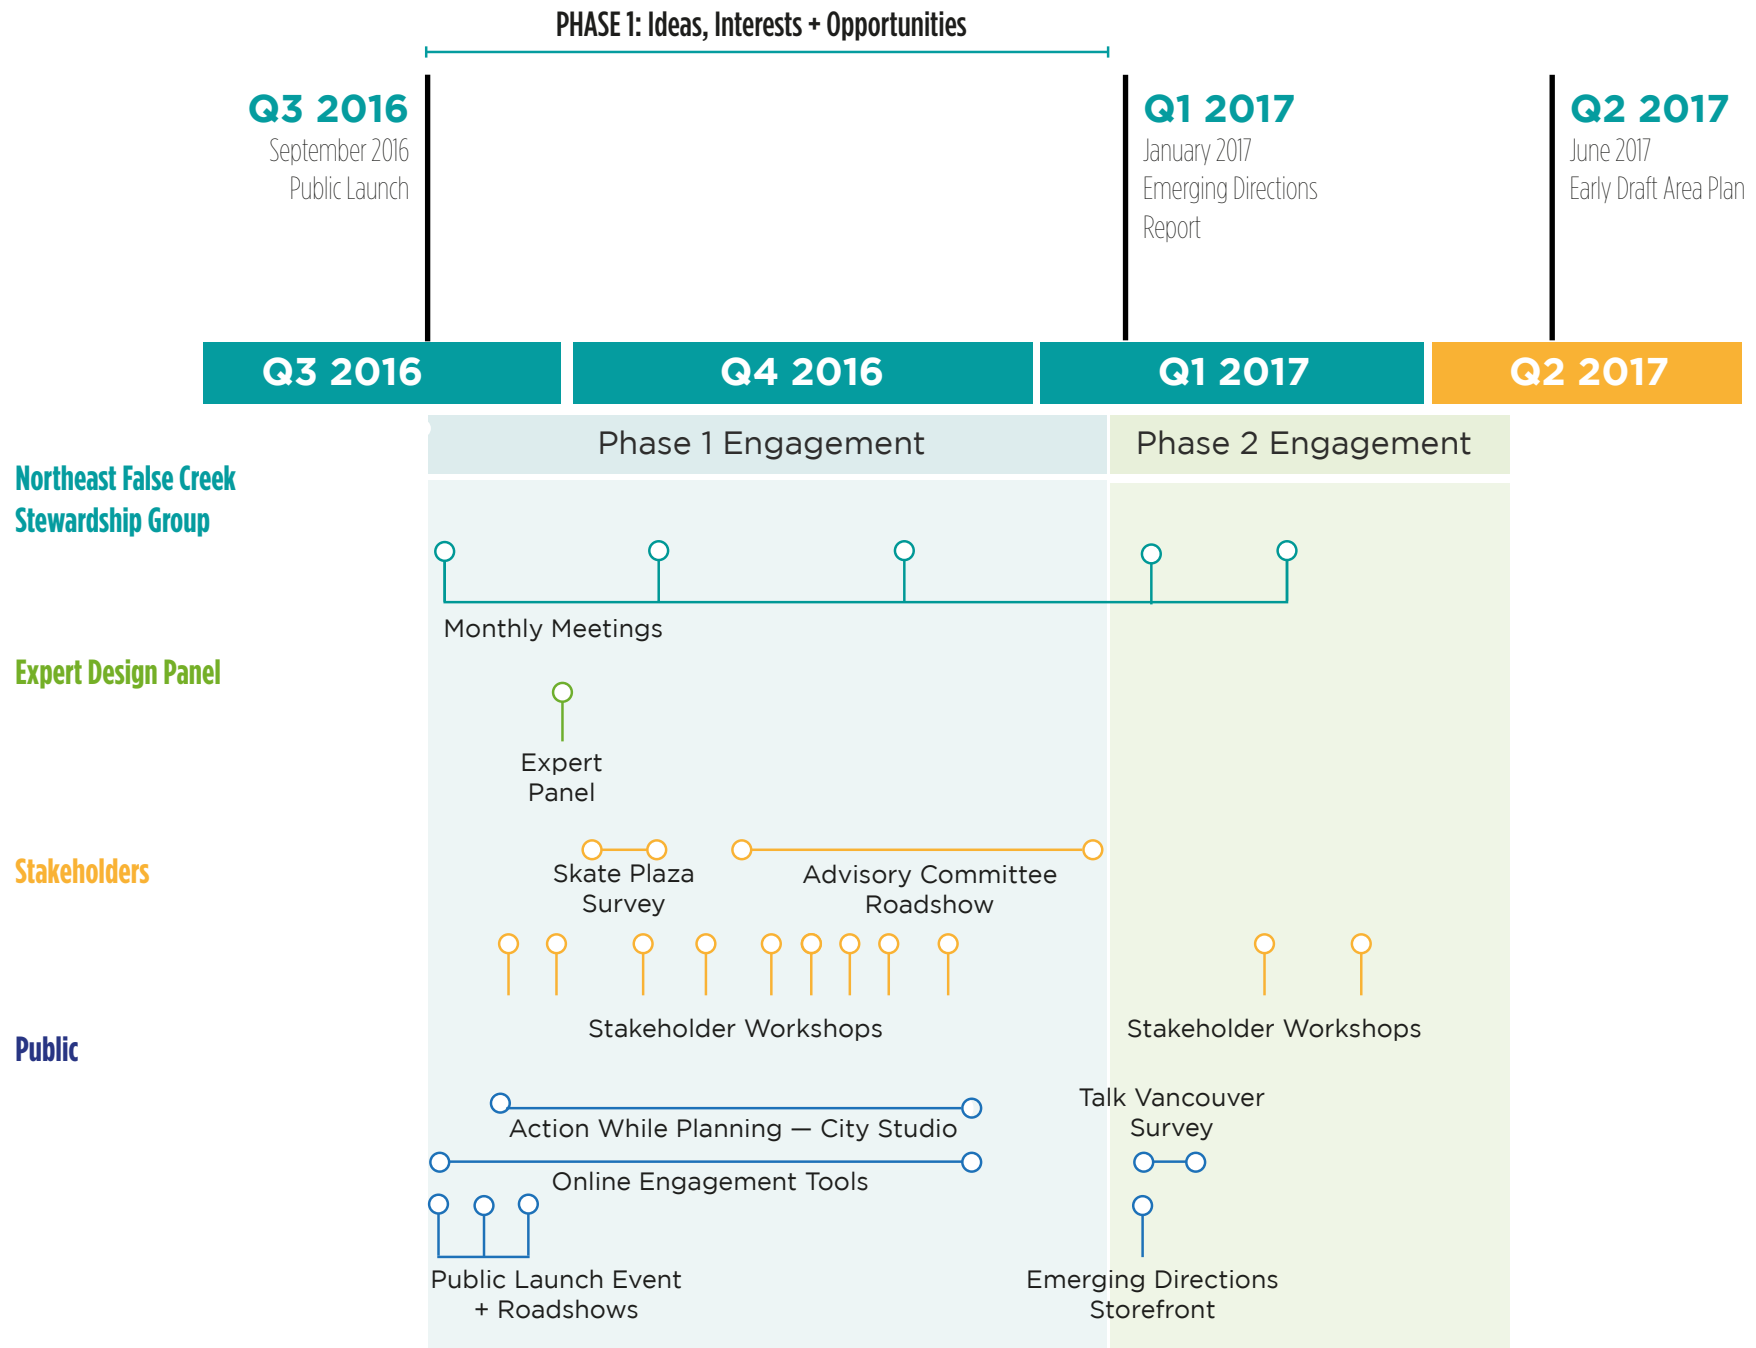 PHASE 1: Ideas, Interests + Opportunities
Q3 2016
September 2016
Public Launch
Q1 2017
January 2017
Emerging Directions
Report
Q2 2017
June 2017
Early Draft Area Plan
Q3 2016
Q4 2016
Q1 2017
Q2 2017
Phase 1 Engagement
Phase 2 Engagement
Northeast False Creek
Stewardship Group
Monthly Meetings
Expert Design Panel
Expert
Panel
Stakeholders
Skate Plaza
Survey
Advisory Committee
Roadshow
Stakeholder Workshops
Stakeholder Workshops
Public
Talk Vancouver
Survey
Action While Planning — City Studio
Online Engagement Tools
Public Launch Event
+ Roadshows
Emerging Directions
Storefront